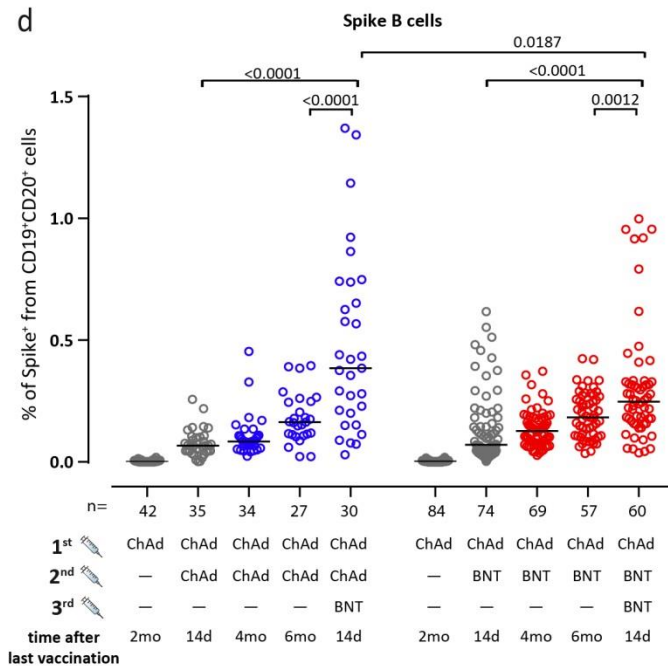 d
Spike B cells
0.0187
<0.0001 <0.0001
<0.0001 0.0012
% of Spike⁺ from CD19⁺CD20⁺ cells
1.5
1.0
0.5
0.0
n= 42 35 34 27 30 84 74 69 57 60
1ˢᵗ ChAd ChAd ChAd ChAd ChAd ChAd ChAd ChAd ChAd ChAd
2ⁿᵈ — ChAd ChAd ChAd ChAd — BNT BNT BNT BNT
3ʳᵈ — — — — BNT — — — — BNT
time after
last vaccination 2mo 14d 4mo 6mo 14d 2mo 14d 4mo 6mo 14d